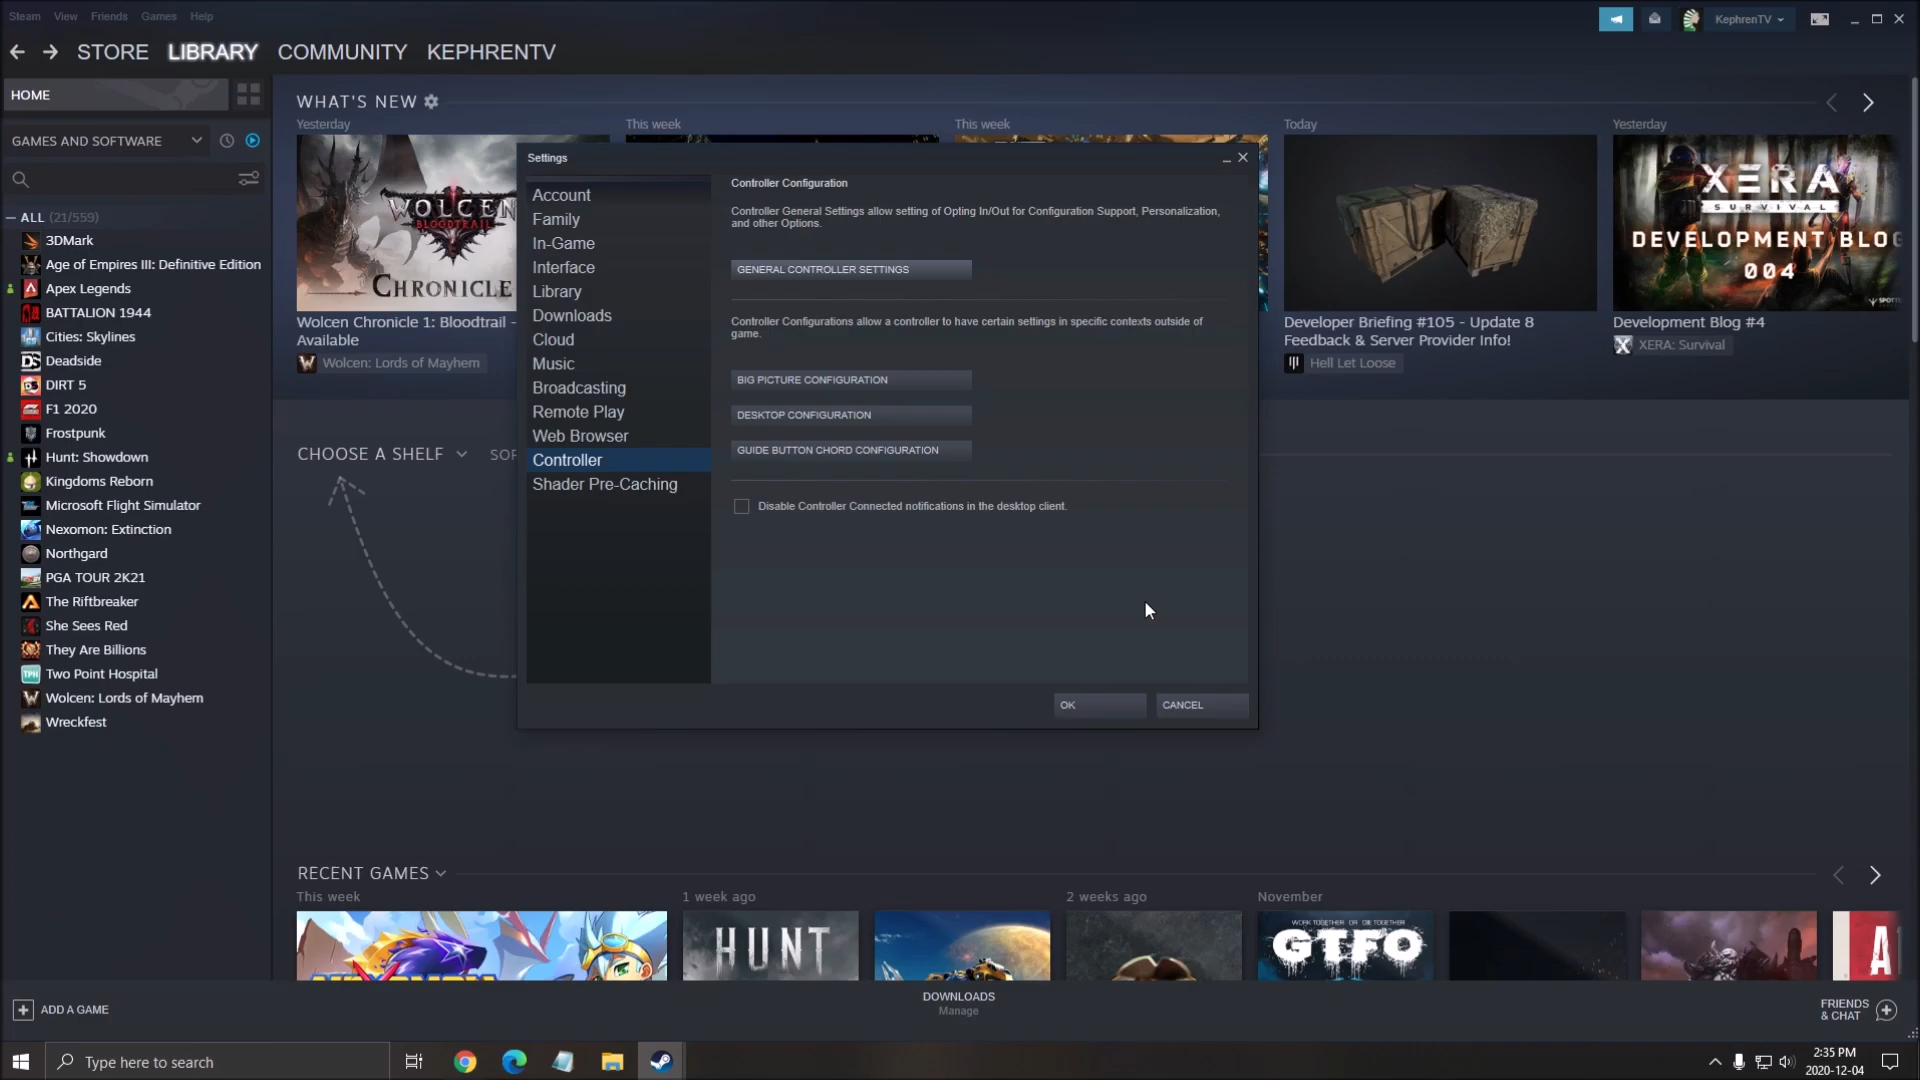 Steam View Friends Games Help
KephrenTV
STORE LIBRARY COMMUNITY KEPHRENTV
HOME
GAMES AND SOFTWARE
ALL (21/559)
3DMark
Age of Empires III: Definitive Edition
Apex Legends
BATTALION 1944
Cities: Skylines
Deadside
DIRT 5
F1 2020
Frostpunk
Hunt: Showdown
Kingdoms Reborn
Microsoft Flight Simulator
Nexomon: Extinction
Northgard
PGA TOUR 2K21
The Riftbreaker
She Sees Red
They Are Billions
Two Point Hospital
Wolcen: Lords of Mayhem
Wreckfest
WHAT'S NEW
Yesterday
WOLCEN
BLOODTRAIL
CHRONICLE
Wolcen Chronicle 1: Bloodtrail -
Available
Wolcen: Lords of Mayhem
This week
This week
Today
Developer Briefing #105 - Update 8
Feedback & Server Provider Info!
Hell Let Loose
Yesterday
XERA
SURVIVAL
DEVELOPMENT BLOG
004
Development Blog #4
XERA: Survival
Settings
Account
Family
In-Game
Interface
Library
Downloads
Cloud
Music
Broadcasting
Remote Play
Web Browser
Controller
Shader Pre-Caching
Controller Configuration
Controller General Settings allow setting of Opting In/Out for Configuration Support, Personalization,
and other Options.
GENERAL CONTROLLER SETTINGS
Controller Configurations allow a controller to have certain settings in specific contexts outside of
game.
BIG PICTURE CONFIGURATION
DESKTOP CONFIGURATION
GUIDE BUTTON CHORD CONFIGURATION
Disable Controller Connected notifications in the desktop client.
OK
CANCEL
CHOOSE A SHELF
RECENT GAMES
This week
1 week ago
HUNT
2 weeks ago
November
WORK TOGETHER OR DIE TOGETHER
GTFO
A
ADD A GAME
DOWNLOADS
Manage
FRIENDS
& CHAT
Type here to search
2:35 PM
2020-12-04